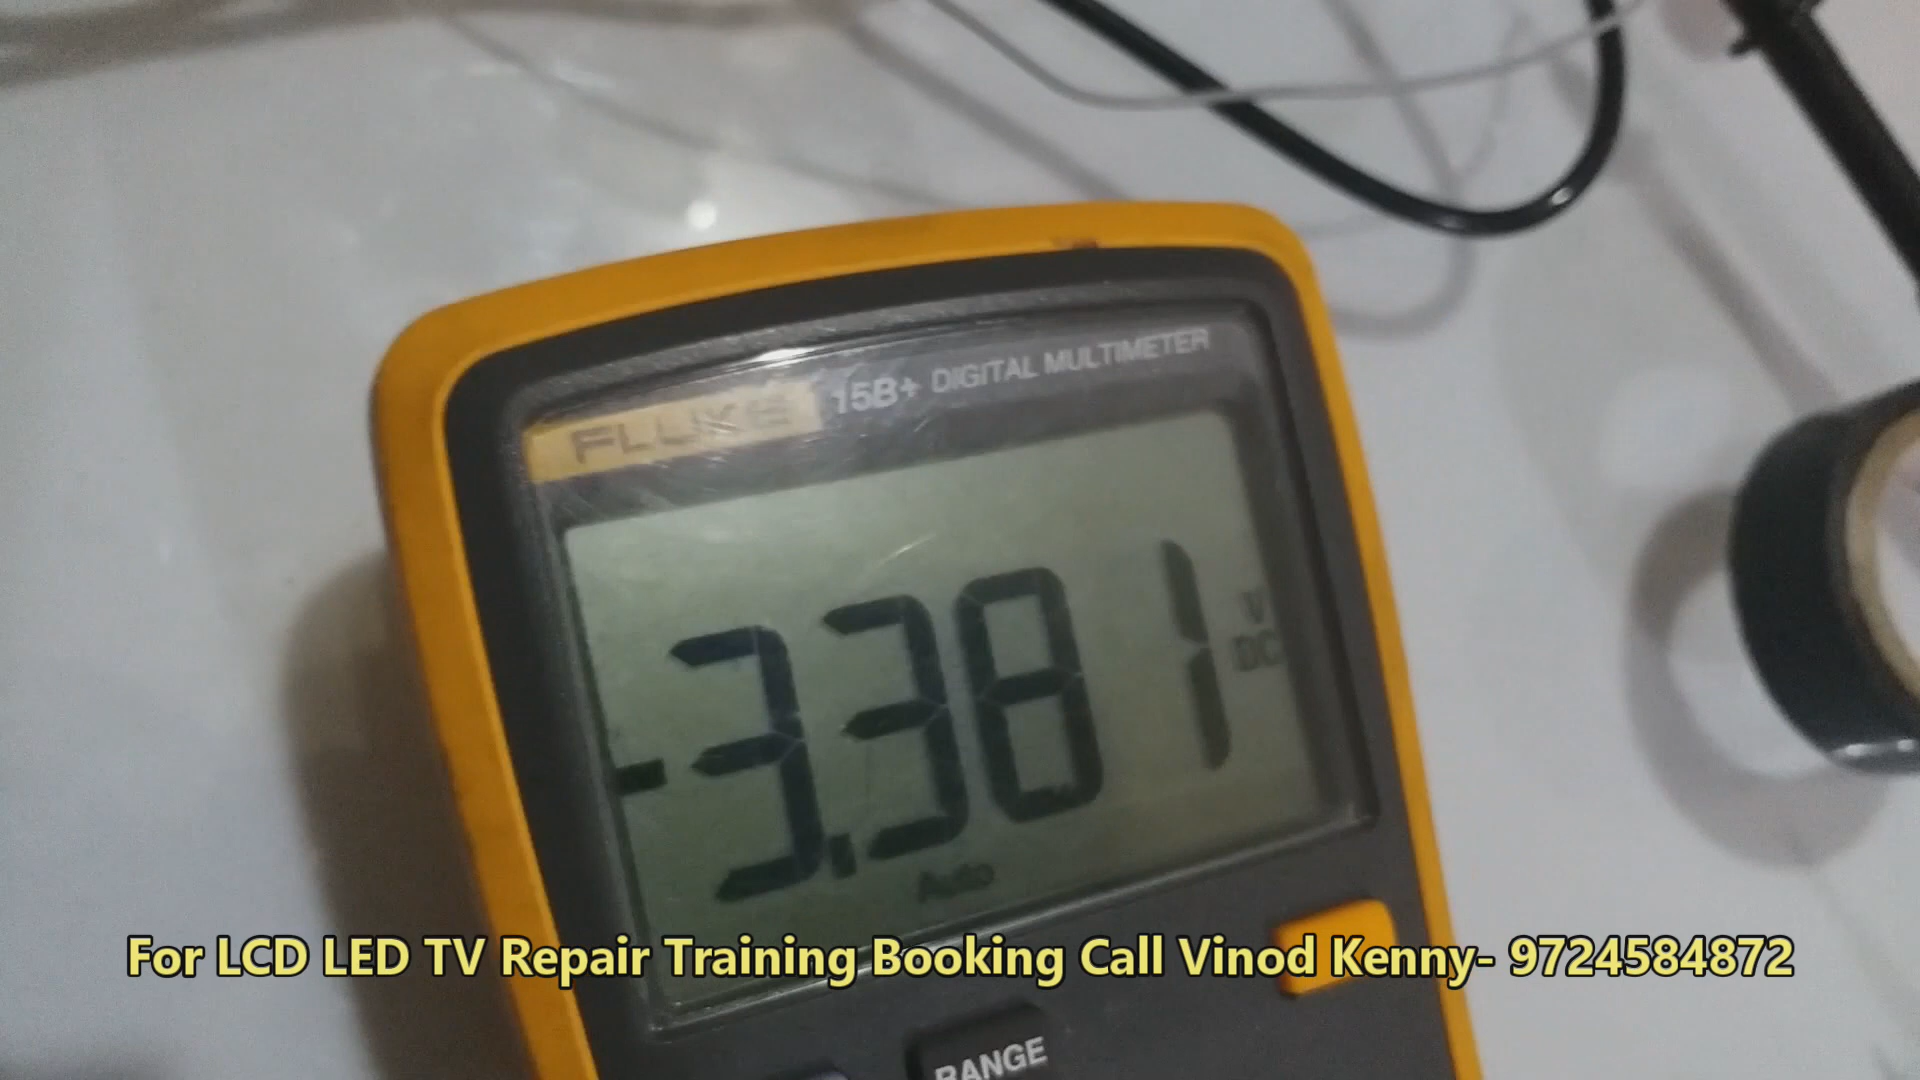 FLUKE 15B+ DIGITAL MULTIMETER
-3.381 V DC
Auto
For LCD LED TV Repair Training Booking Call Vinod Kenny- 9724584872
RANGE